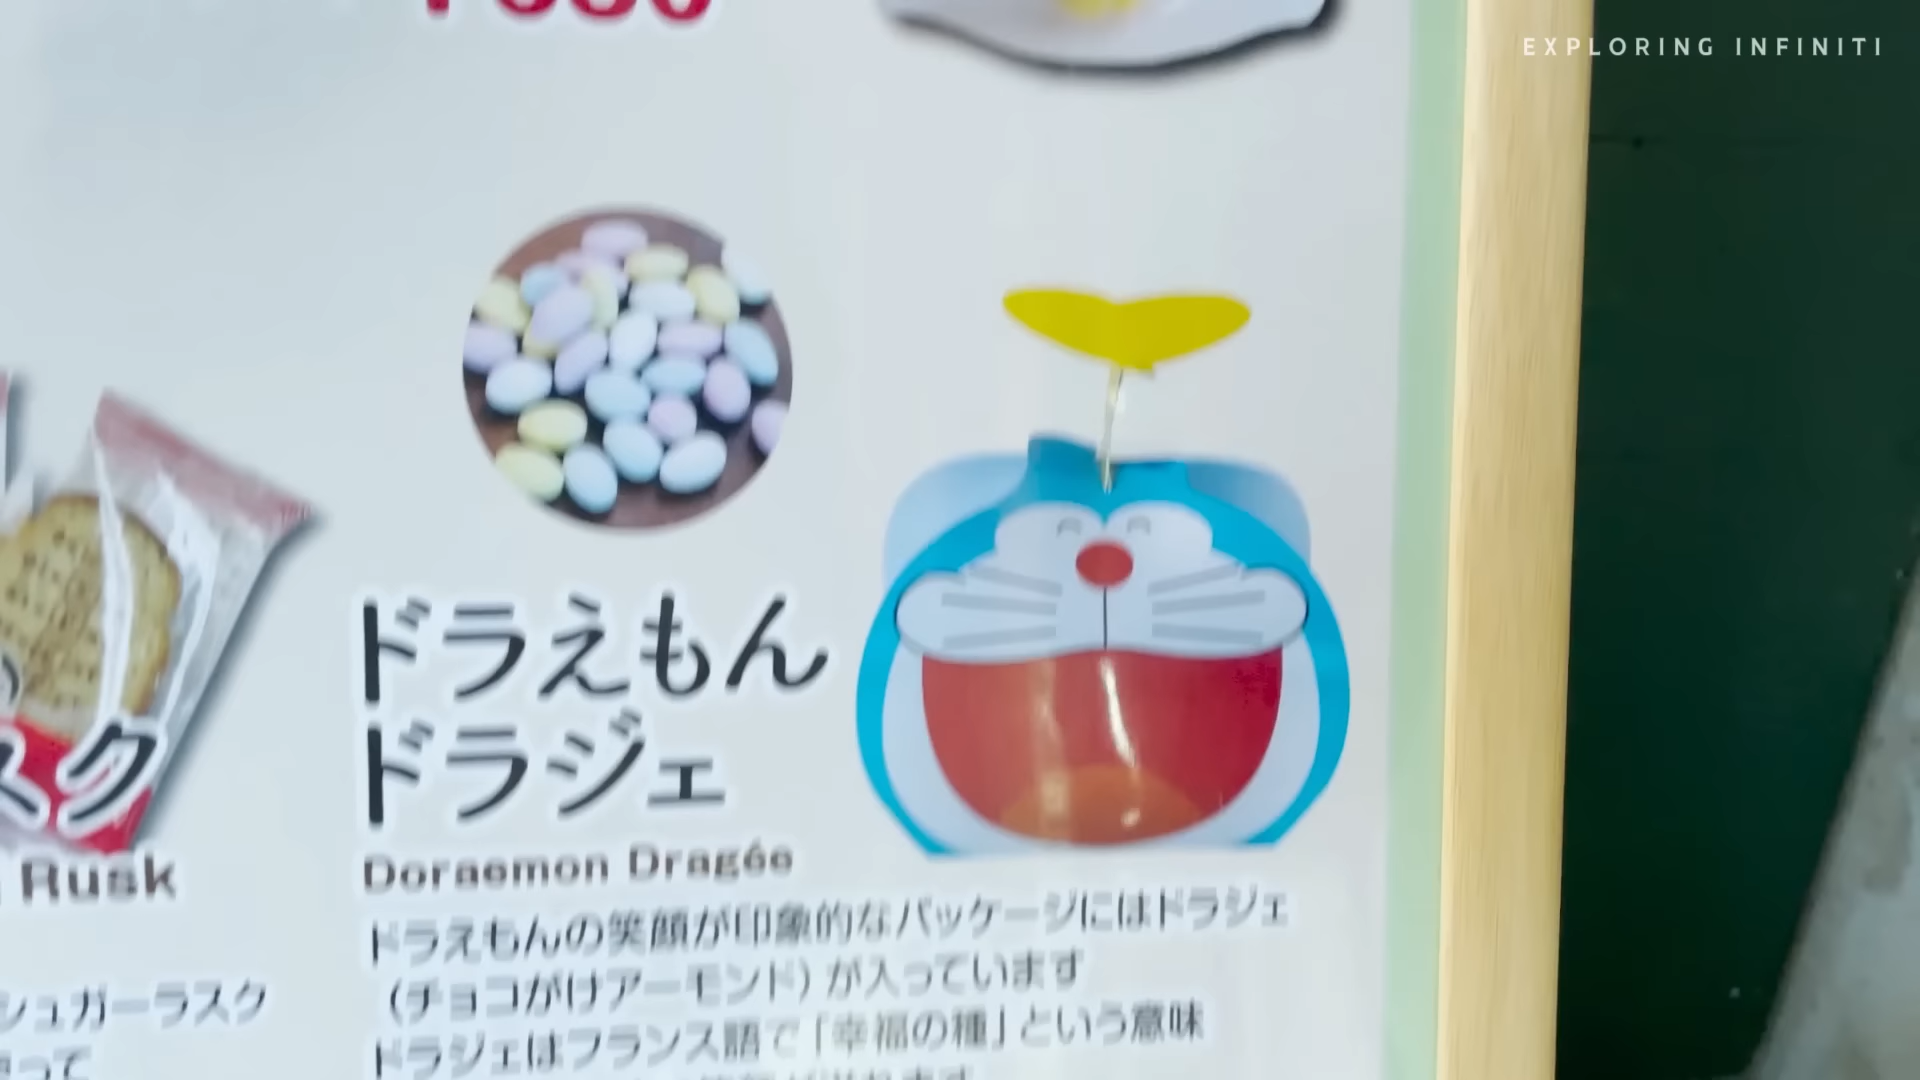 EXPLORING INFINITI
ドラえもん
ドラジェ
Doraemon Dragée
ドラえもんの笑顔が印象的なパッケージにはドラジェ
（チョコがけアーモンド）が入っています
ドラジェはフランス語で「幸福の種」という意味
スク
Rusk
シュガーラスク